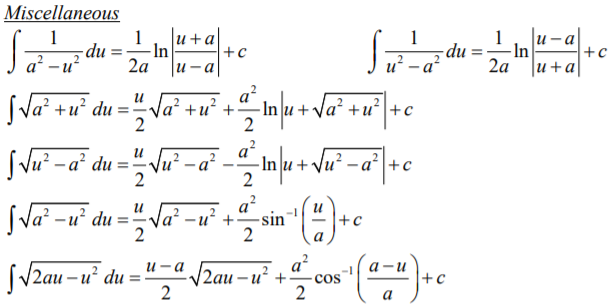 Miscellaneous
∫ 1/(a² − u²) du = 1/(2a) ln|(u + a)/(u − a)| + c    ∫ 1/(u² − a²) du = 1/(2a) ln|(u − a)/(u + a)| + c
∫ √(a² + u²) du = u/2 √(a² + u²) + a²/2 ln|u + √(a² + u²)| + c
∫ √(u² − a²) du = u/2 √(u² − a²) − a²/2 ln|u + √(u² − a²)| + c
∫ √(a² − u²) du = u/2 √(a² − u²) + a²/2 sin⁻¹(u/a) + c
∫ √(2au − u²) du = (u − a)/2 √(2au − u²) + a²/2 cos⁻¹((a − u)/a) + c